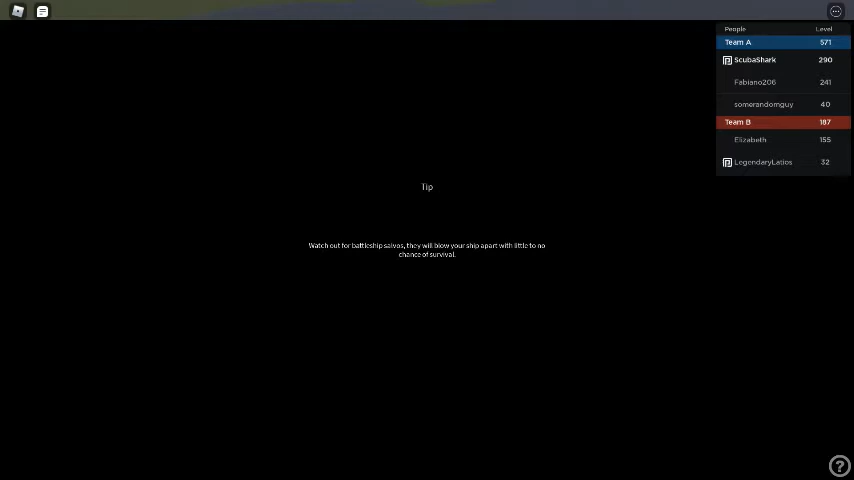 People Level
Team A 571
ScubaShark 290
Fabiano206 241
somerandomguy 40
Team B 187
Elizabeth 155
LegendaryLatios 32
Tip
Watch out for battleship salvos, they will blow your ship apart with little to no
chance of survival.
?